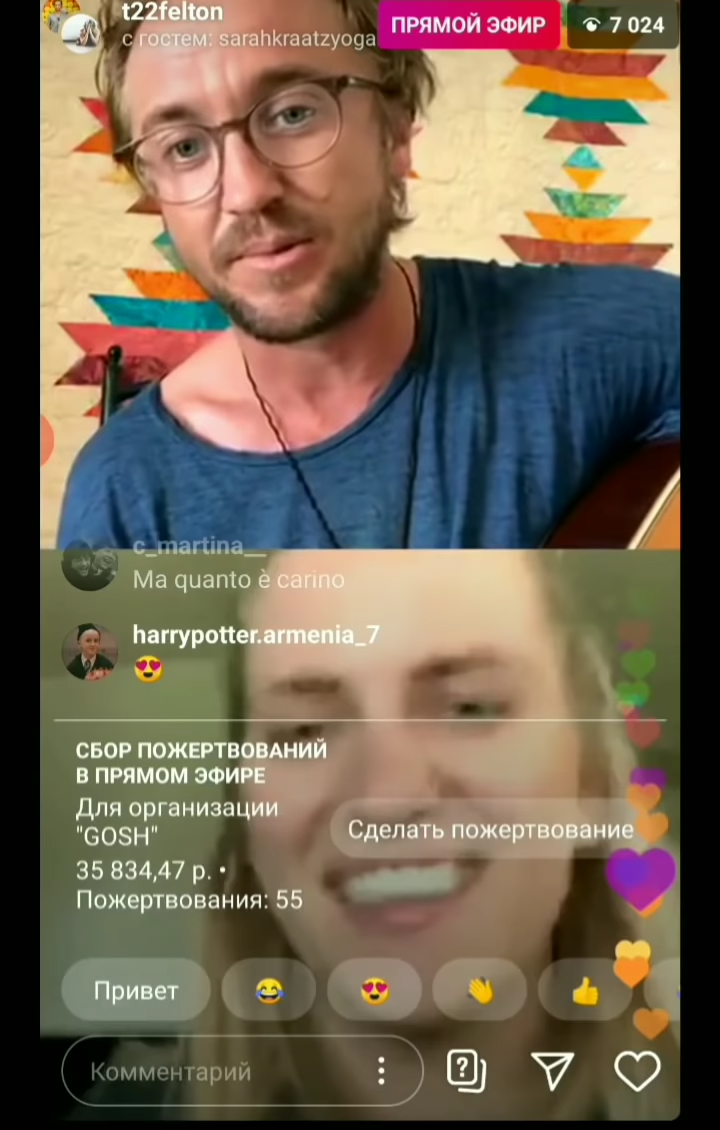 t22felton
с гостем: sarahkraatzyoga
ПРЯМОЙ ЭФИР
7 024
c_martina__
Ma quanto è carino
harrypotter.armenia_7
😍
СБОР ПОЖЕРТВОВАНИЙ
В ПРЯМОМ ЭФИРЕ
Для организации
"GOSH"
35 834,47 р. •
Пожертвования: 55
Сделать пожертвование
Привет
Комментарий